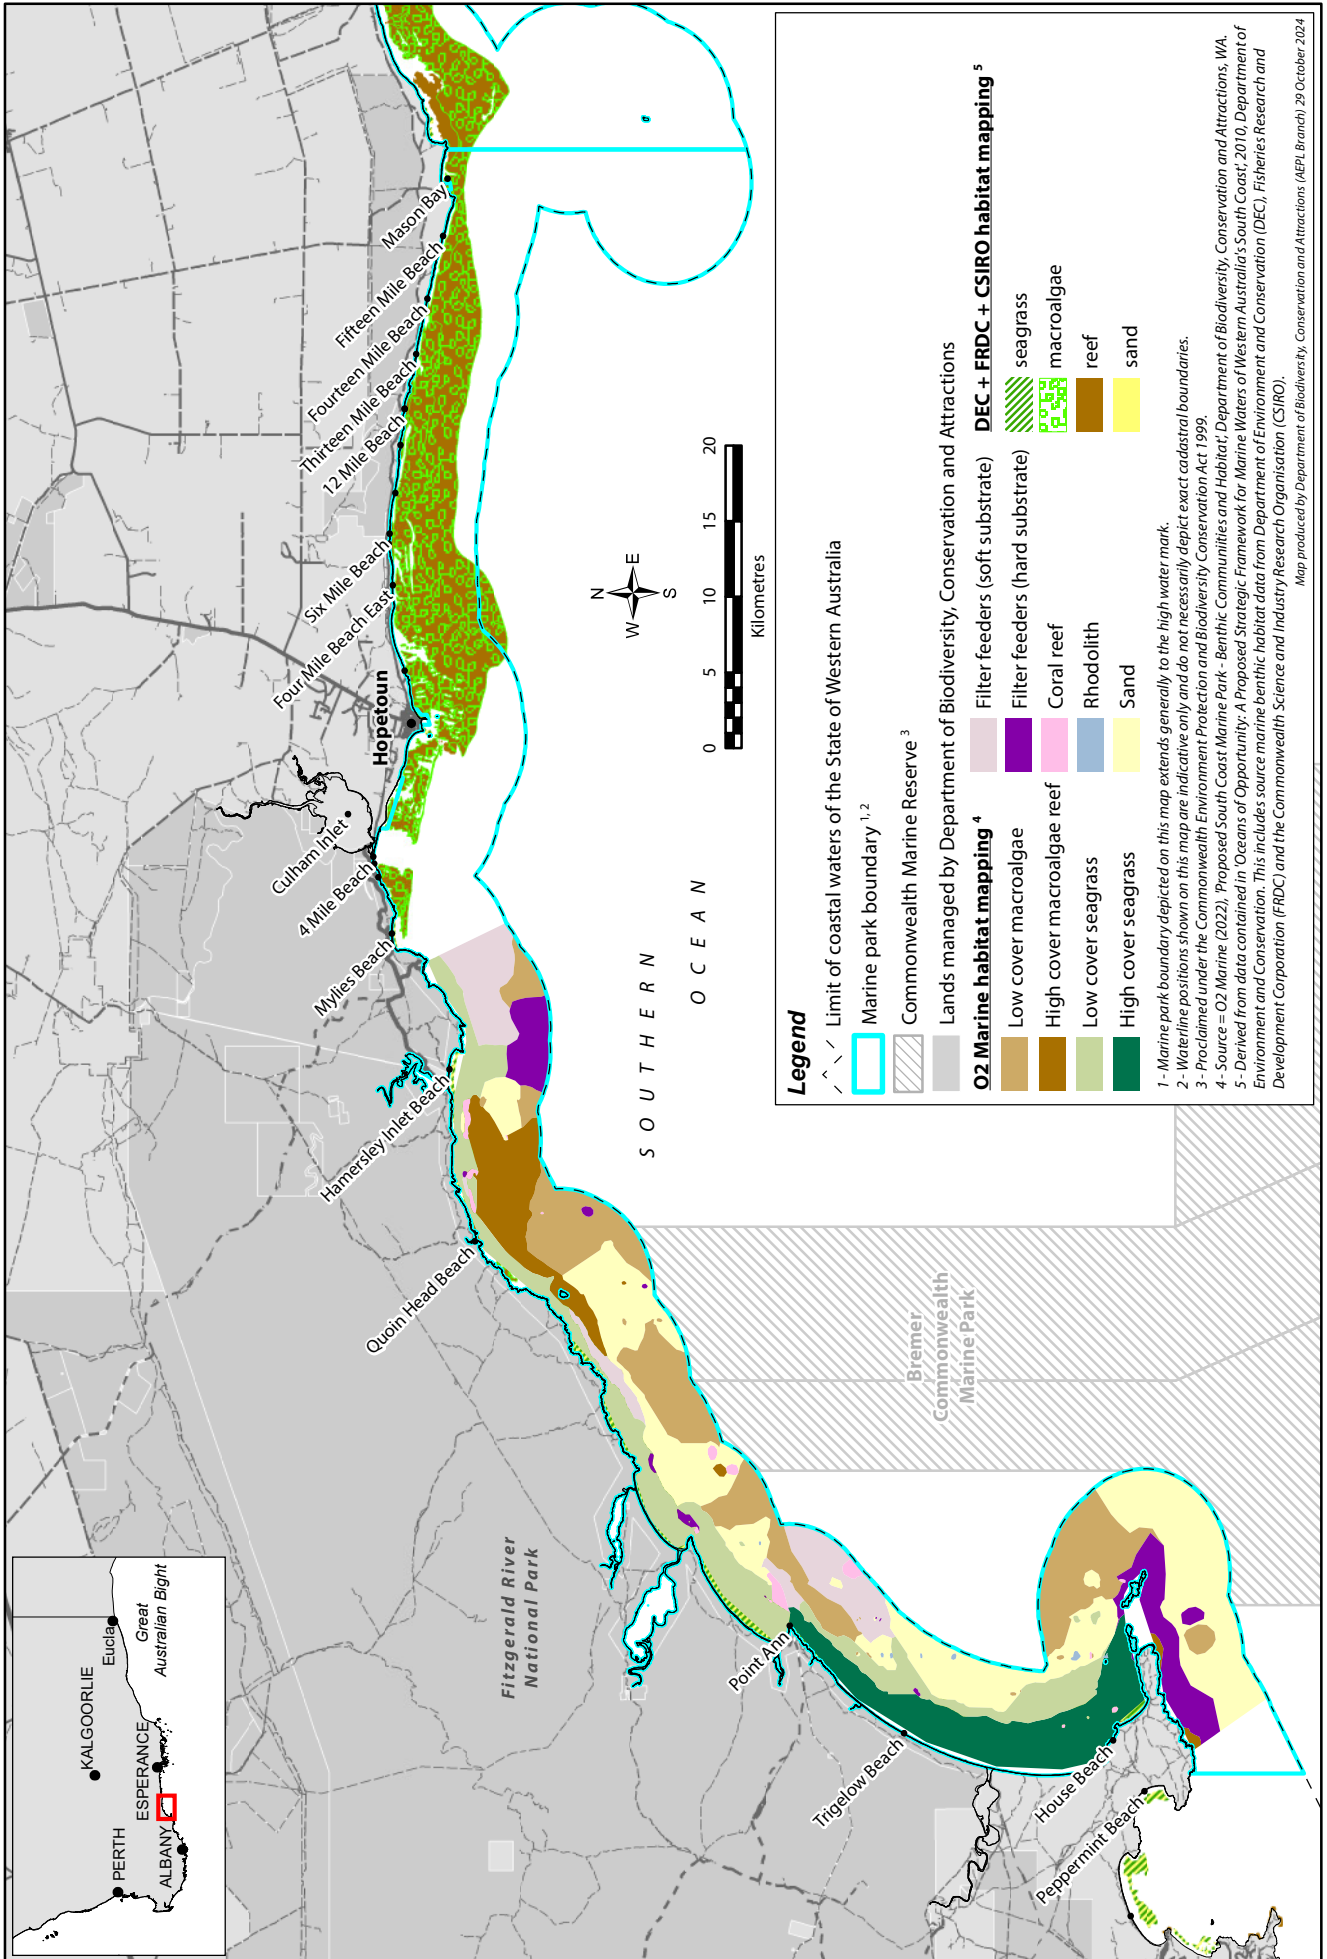 PERTH
KALGOORLIE
ALBANY
ESPERANCE
Eucla
Great
Australian Bight
Fitzgerald River
National Park
Peppermint Beach
House Beach
Trigelow Beach
Point Ann
Quoin Head Beach
Hamersley Inlet Beach
Mylies Beach
4 Mile Beach
Culham Inlet
Hopetoun
Four Mile Beach East
Six Mile Beach
12 Mile Beach
Thirteen Mile Beach
Fourteen Mile Beach
Fifteen Mile Beach
Mason Bay
SOUTHERN
OCEAN
Bremer
Commonwealth
Marine Park
N
W E
S
0 5 10 15 20
Kilometres
Legend
Limit of coastal waters of the State of Western Australia
Marine park boundary 1, 2
Commonwealth Marine Reserve 3
Lands managed by Department of Biodiversity, Conservation and Attractions
O2 Marine habitat mapping 4
Low cover macroalgae
High cover macroalgae reef
Low cover seagrass
High cover seagrass
Filter feeders (soft substrate)
Filter feeders (hard substrate)
Coral reef
Rhodolith
Sand
DEC + FRDC + CSIRO habitat mapping 5
seagrass
macroalgae
reef
sand
1 - Marine park boundary depicted on this map extends generally to the high water mark.
2 - Waterline positions shown on this map are indicative only and do not necessarily depict exact cadastral boundaries.
3 - Proclaimed under the Commonwealth Environment Protection and Biodiversity Conservation Act 1999.
4 - Source = O2 Marine (2022), 'Proposed South Coast Marine Park - Benthic Communiities and Habitat', Department of Biodiversity, Conservation and Attractions, WA.
5 - Derived from data contained in 'Oceans of Opportunity: A Proposed Strategic Framework for Marine Waters of Western Australia's South Coast', 2010, Department of
Environment and Conservation. This includes source marine benthic habitat data from Department of Environment and Conservation (DEC), Fisheries Research and
Development Corporation (FRDC) and the Commonwealth Science and Industry Research Organisation (CSIRO).
Map produced by Department of Biodiversity, Conservation and Attractions (AEPL Branch) 29 October 2024